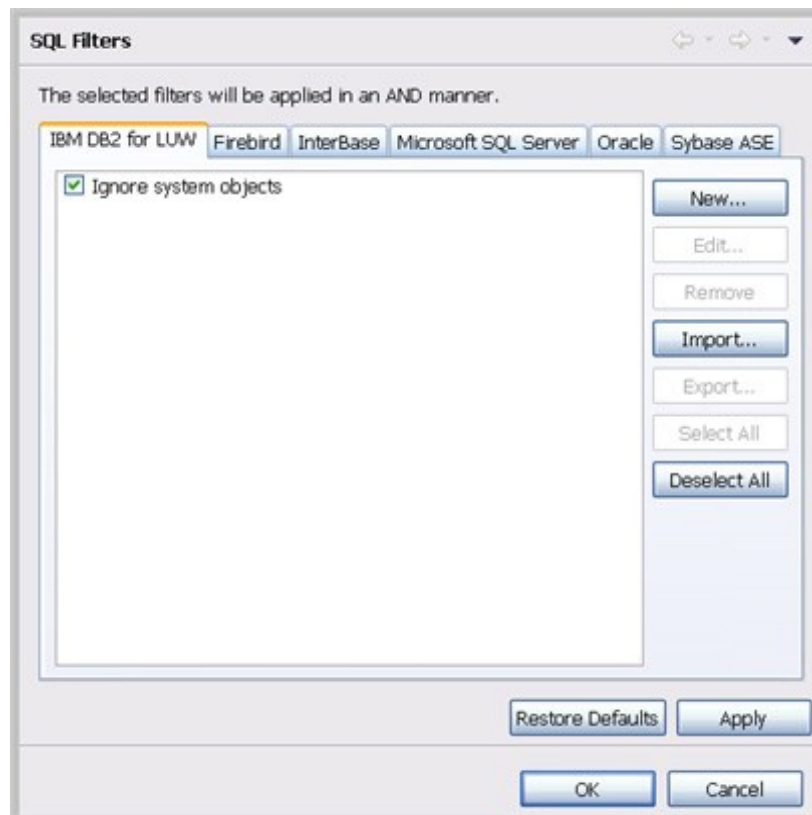 SQL Filters
The selected filters will be applied in an AND manner.
IBM DB2 for LUW Firebird InterBase Microsoft SQL Server Oracle Sybase ASE
Ignore system objects
New...
Edit...
Remove
Import...
Export...
Select All
Deselect All
Restore Defaults Apply
OK Cancel